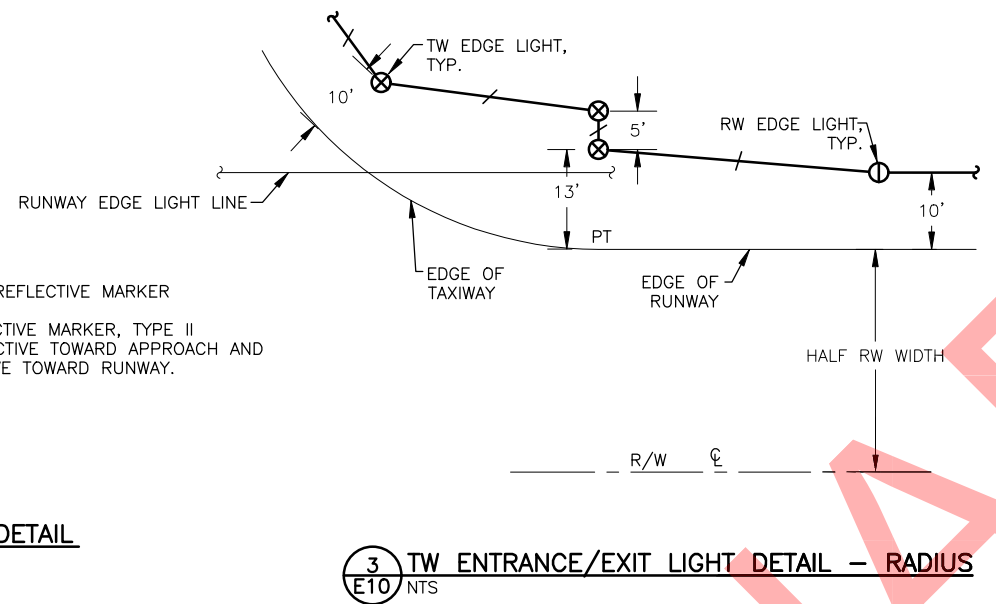 TW EDGE LIGHT,
TYP.
10'
5'
RW EDGE LIGHT,
TYP.
13'
10'
RUNWAY EDGE LIGHT LINE
PT
EDGE OF
TAXIWAY
EDGE OF
RUNWAY
REFLECTIVE MARKER
CTIVE MARKER, TYPE II
CTIVE TOWARD APPROACH AND
E TOWARD RUNWAY.
HALF RW WIDTH
R/W ℄
DETAIL
3
E10
TW ENTRANCE/EXIT LIGHT DETAIL – RADIUS
NTS